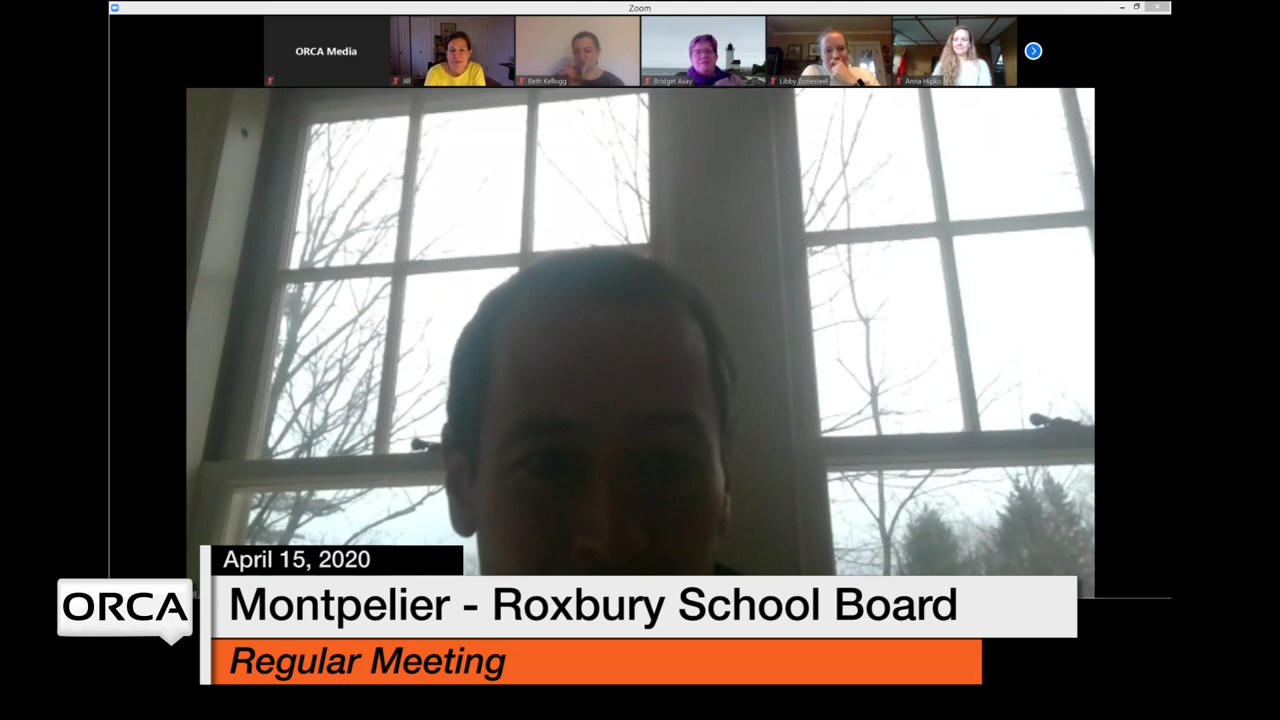 Zoom
ORCA Media
Jill
Beth Kellogg
Bridget Asay
Libby Bonesteel
Anna Hipko
April 15, 2020
ORCA
Montpelier - Roxbury School Board
Regular Meeting